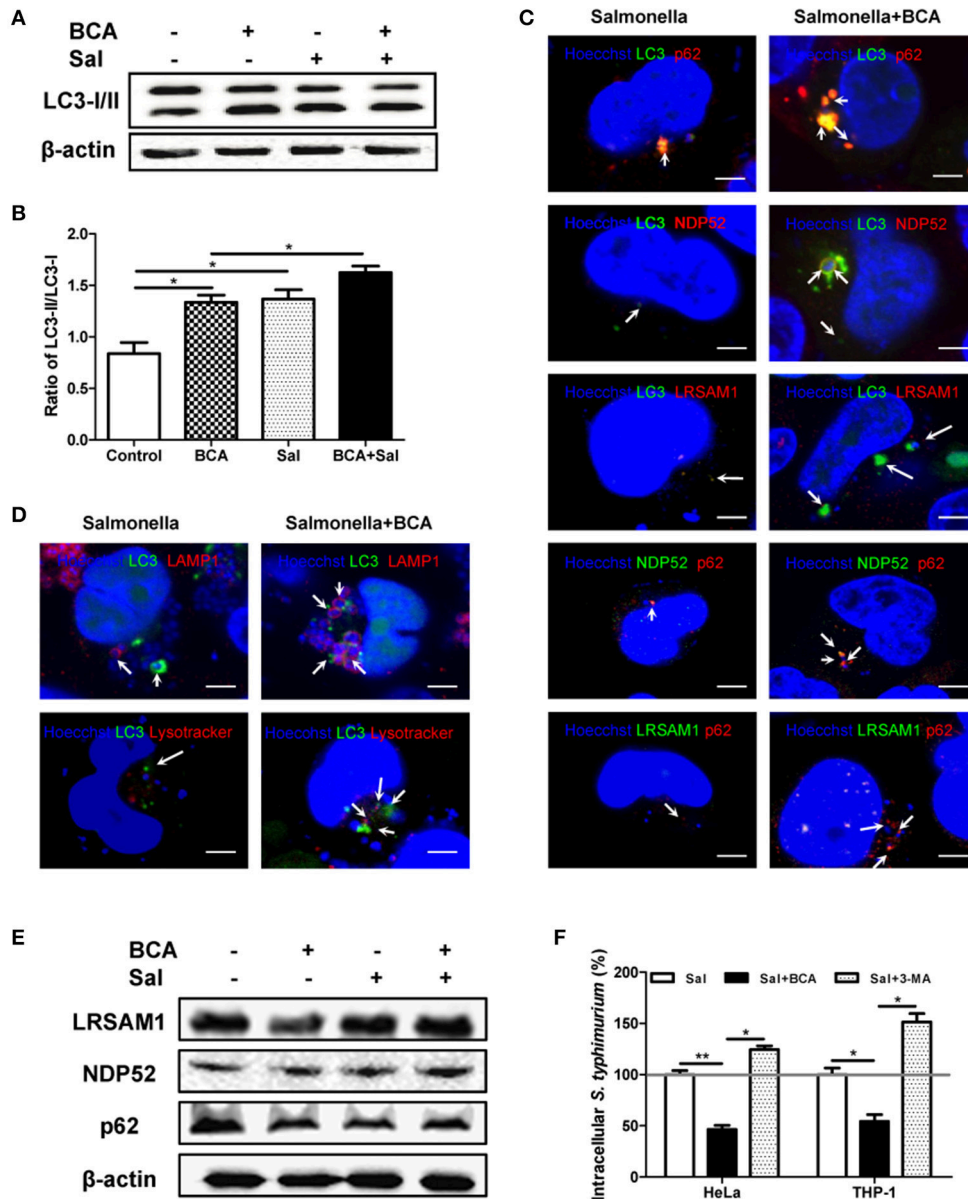 A
BCA - + - +
Sal - - + +
LC3-I/II
β-actin
B
Ratio of LC3-II/LC3-I
2.0
1.5
1.0
0.5
0.0
* * *
Control BCA Sal BCA+Sal
C
Salmonella Salmonella+BCA
Hoecchst LC3 p62 Hoecchst LC3 p62
Hoecchst LC3 NDP52 Hoecchst LC3 NDP52
Hoecchst LC3 LRSAM1 Hoecchst LC3 LRSAM1
Hoecchst NDP52 p62 Hoecchst NDP52 p62
Hoecchst LRSAM1 p62 Hoecchst LRSAM1 p62
D
Salmonella Salmonella+BCA
Hoecchst LC3 LAMP1 Hoecchst LC3 LAMP1
Hoecchst LC3 Lysotracker Hoecchst LC3 Lysotracker
E
BCA - + - +
Sal - - + +
LRSAM1
NDP52
p62
β-actin
F
Intracellular S. typhimurium (%)
200
150
100
50
0
Sal Sal+BCA Sal+3-MA
** * * *
HeLa THP-1